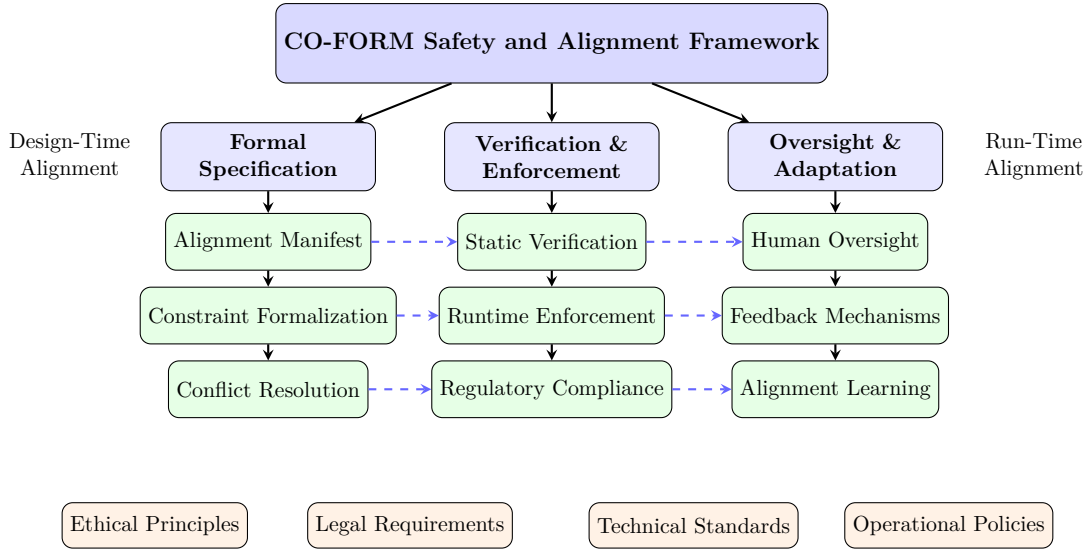 CO-FORM Safety and Alignment Framework
Design-Time
Alignment
Formal
Specification
Verification &
Enforcement
Oversight &
Adaptation
Run-Time
Alignment
Alignment Manifest
Static Verification
Human Oversight
Constraint Formalization
Runtime Enforcement
Feedback Mechanisms
Conflict Resolution
Regulatory Compliance
Alignment Learning
Ethical Principles
Legal Requirements
Technical Standards
Operational Policies